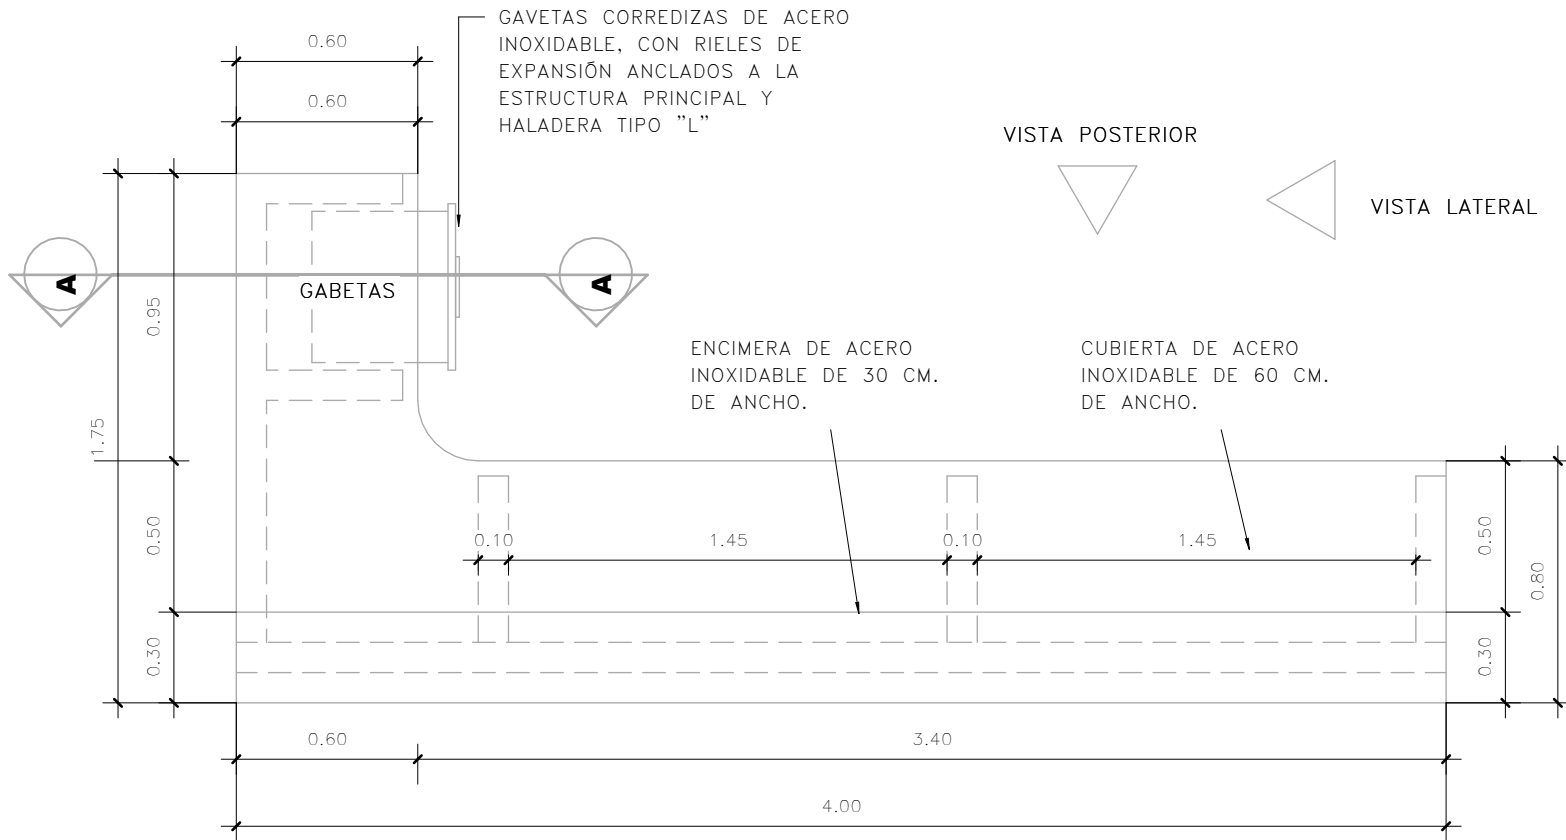 GAVETAS CORREDIZAS DE ACERO
INOXIDABLE, CON RIELES DE
EXPANSIÓN ANCLADOS A LA
ESTRUCTURA PRINCIPAL Y
HALADERA TIPO "L"
0.60
0.60
VISTA POSTERIOR
VISTA LATERAL
A
A
GABETAS
0.95
1.75
ENCIMERA DE ACERO
INOXIDABLE DE 30 CM.
DE ANCHO.
CUBIERTA DE ACERO
INOXIDABLE DE 60 CM.
DE ANCHO.
0.50
0.10
1.45
0.10
1.45
0.50
0.80
0.30
0.30
0.60
3.40
4.00